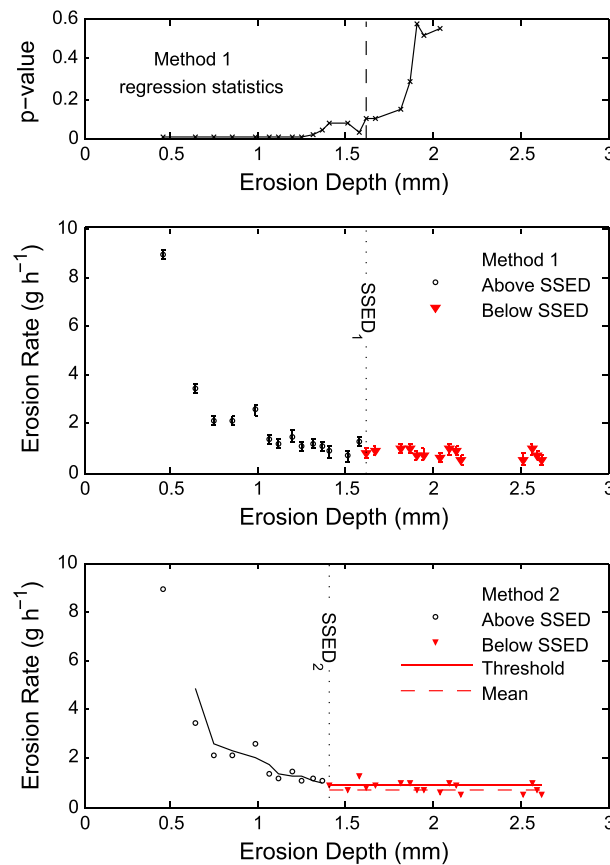 0.6
0.4
0.2
0
p−value
Method 1
regression statistics
0 0.5 1 1.5 2 2.5 3
Erosion Depth (mm)
10
8
6
4
2
0
Erosion Rate (g h⁻¹)
SSED₁
Method 1
Above SSED
Below SSED
0 0.5 1 1.5 2 2.5 3
Erosion Depth (mm)
10
8
6
4
2
0
Erosion Rate (g h⁻¹)
SSED₂
Method 2
Above SSED
Below SSED
Threshold
Mean
0 0.5 1 1.5 2 2.5 3
Erosion Depth (mm)